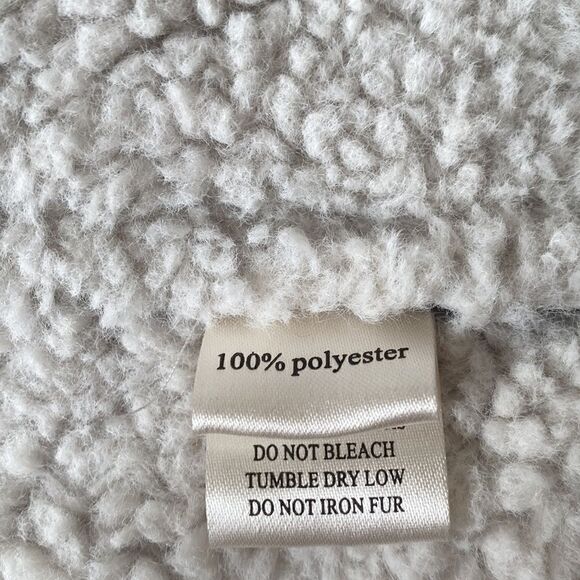 100% polyester
DO NOT BLEACH
TUMBLE DRY LOW
DO NOT IRON FUR